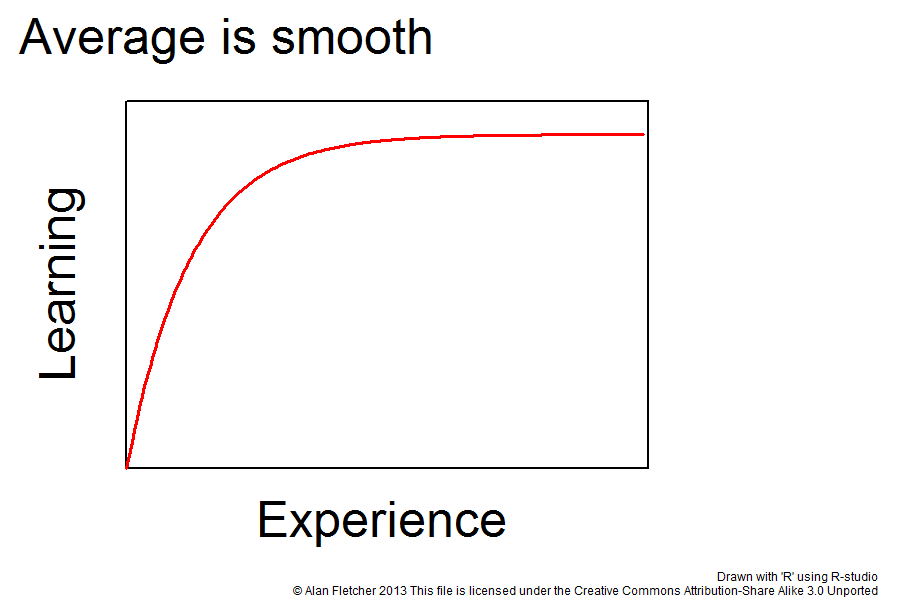 Average is smooth
Learning
Experience
Drawn with 'R' using R-studio
© Alan Fletcher 2013 This file is licensed under the Creative Commons Attribution-Share Alike 3.0 Unported